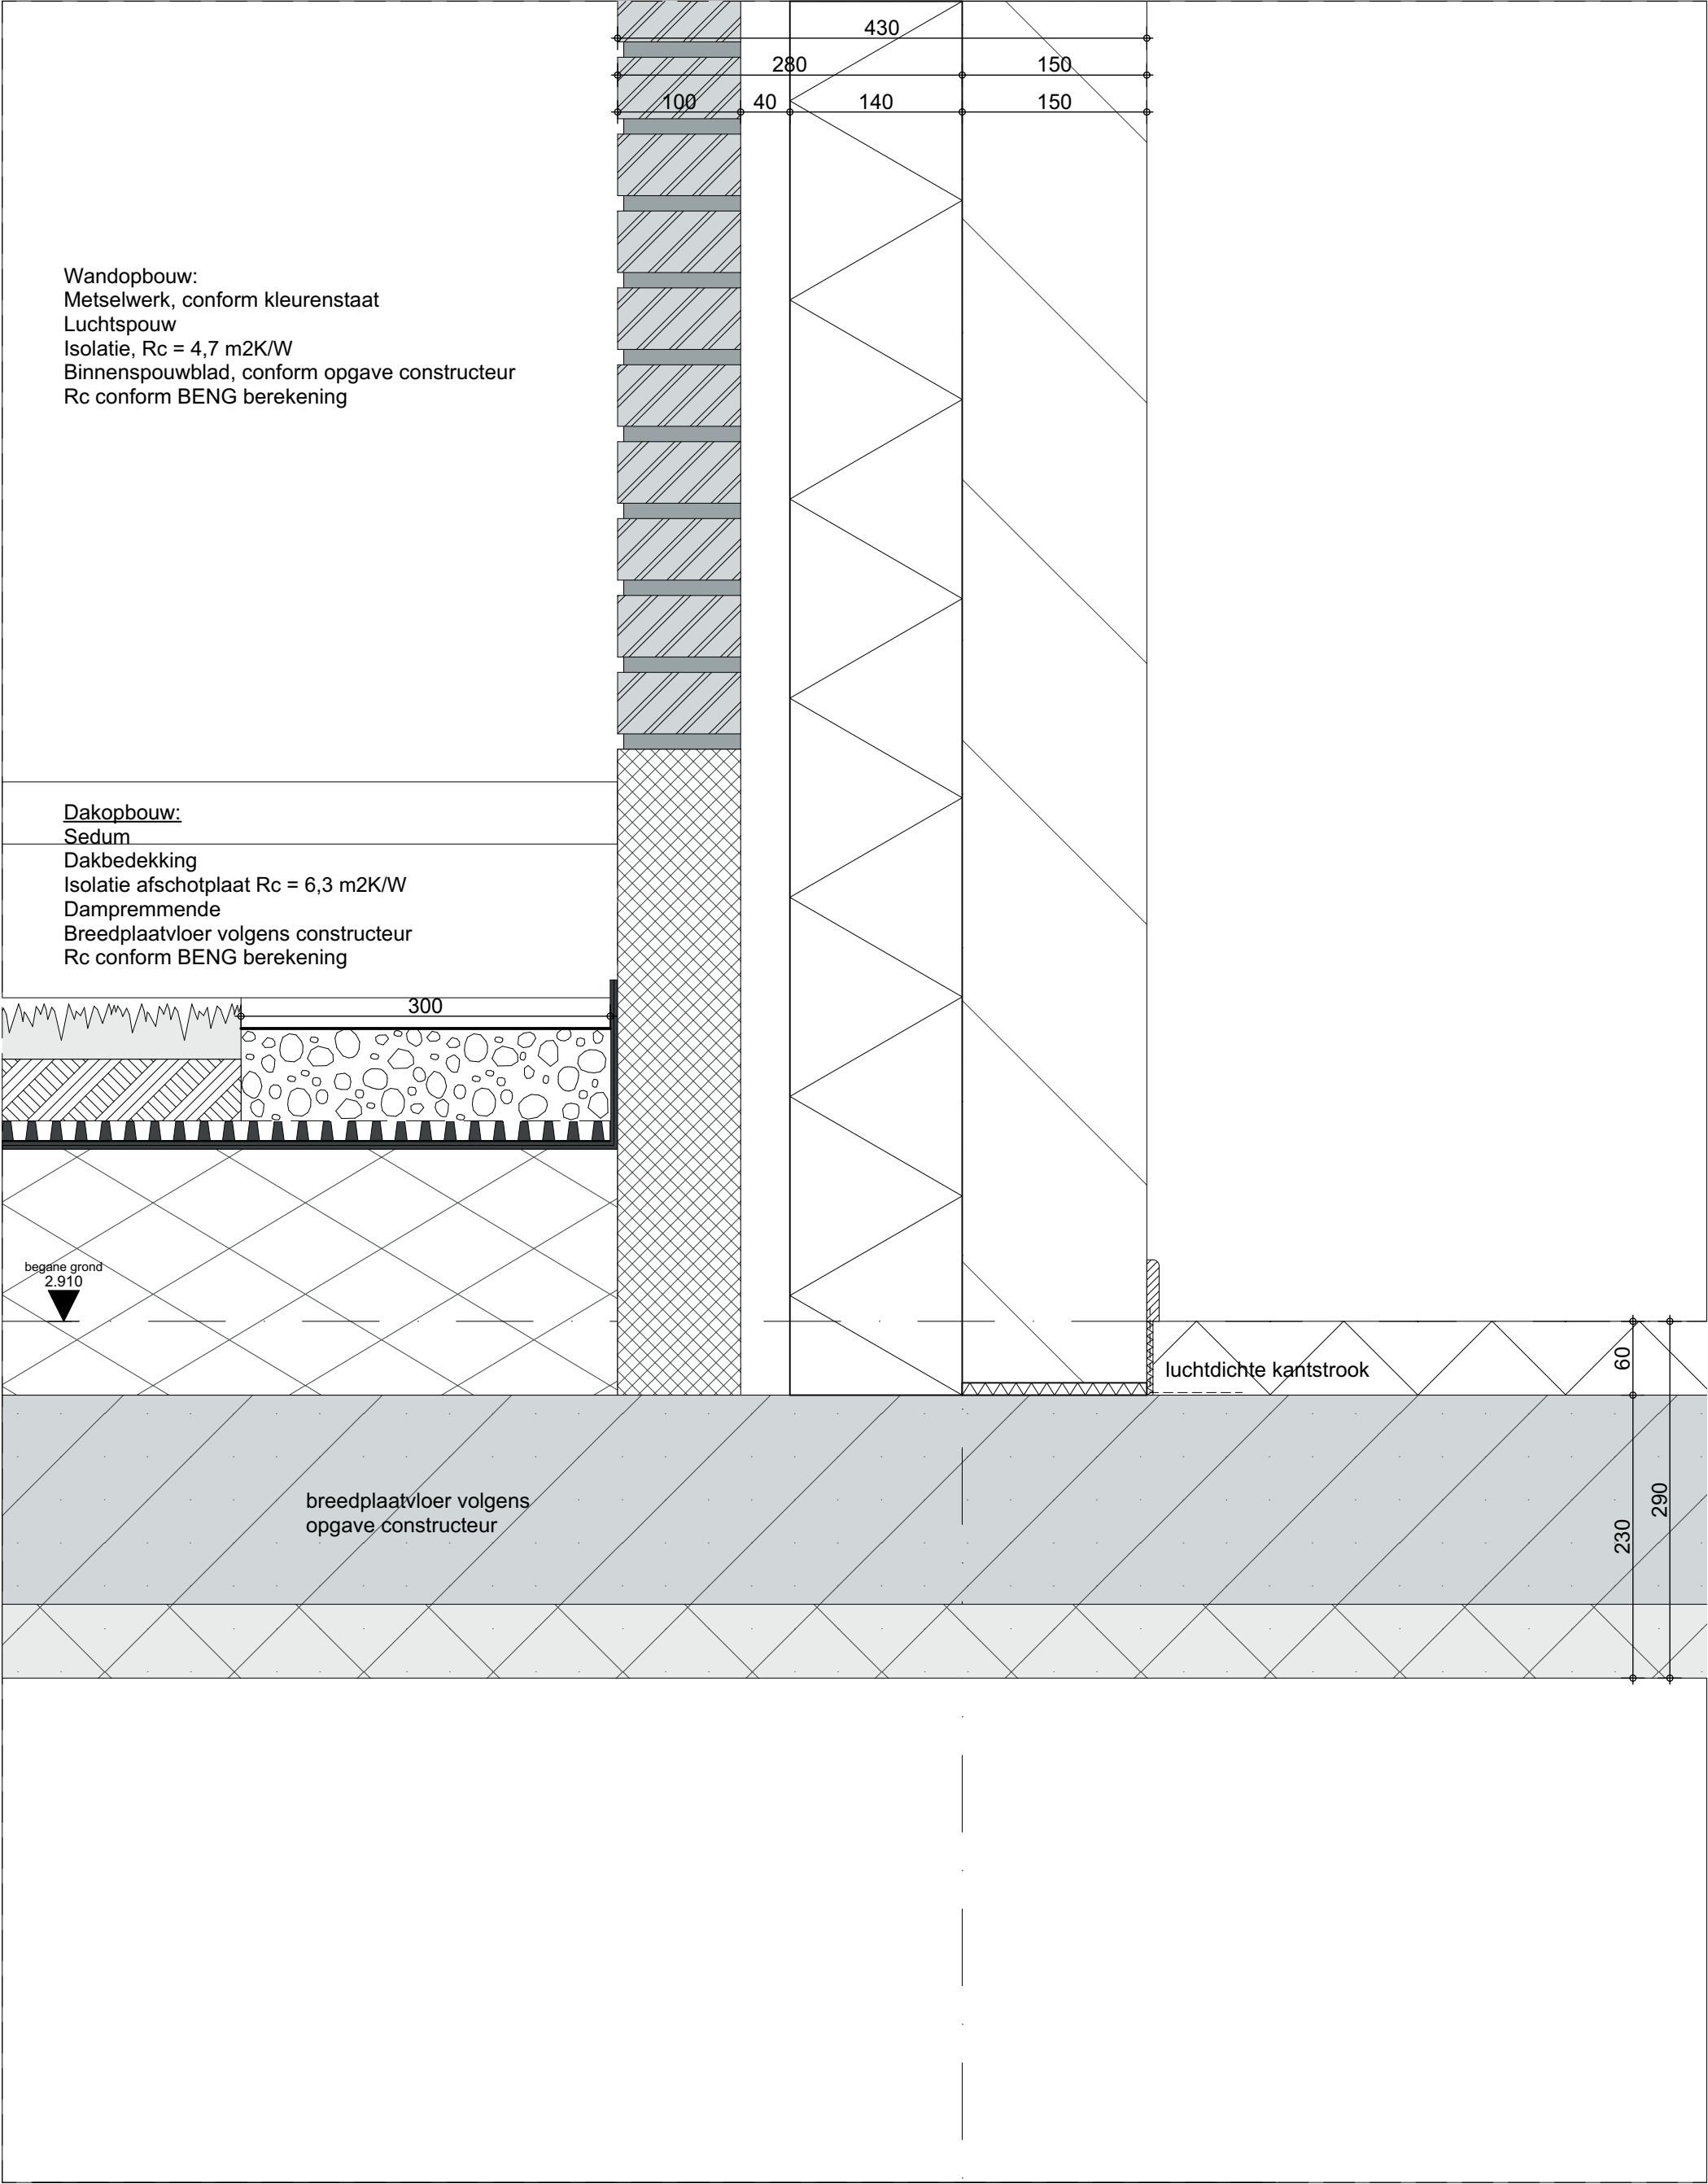 430
280
150
100
40
140
150
Wandopbouw:
Metselwerk, conform kleurenstaat
Luchtspouw
Isolatie, Rc = 4,7 m2K/W
Binnenspouwblad, conform opgave constructeur
Rc conform BENG berekening
Dakopbouw:
Sedum
Dakbedekking
Isolatie afschotplaat Rc = 6,3 m2K/W
Dampremmende
Breedplaatvloer volgens constructeur
Rc conform BENG berekening
300
begane grond
2.910
luchtdichte kantstrook
60
290
230
breedplaatvloer volgens
opgave constructeur